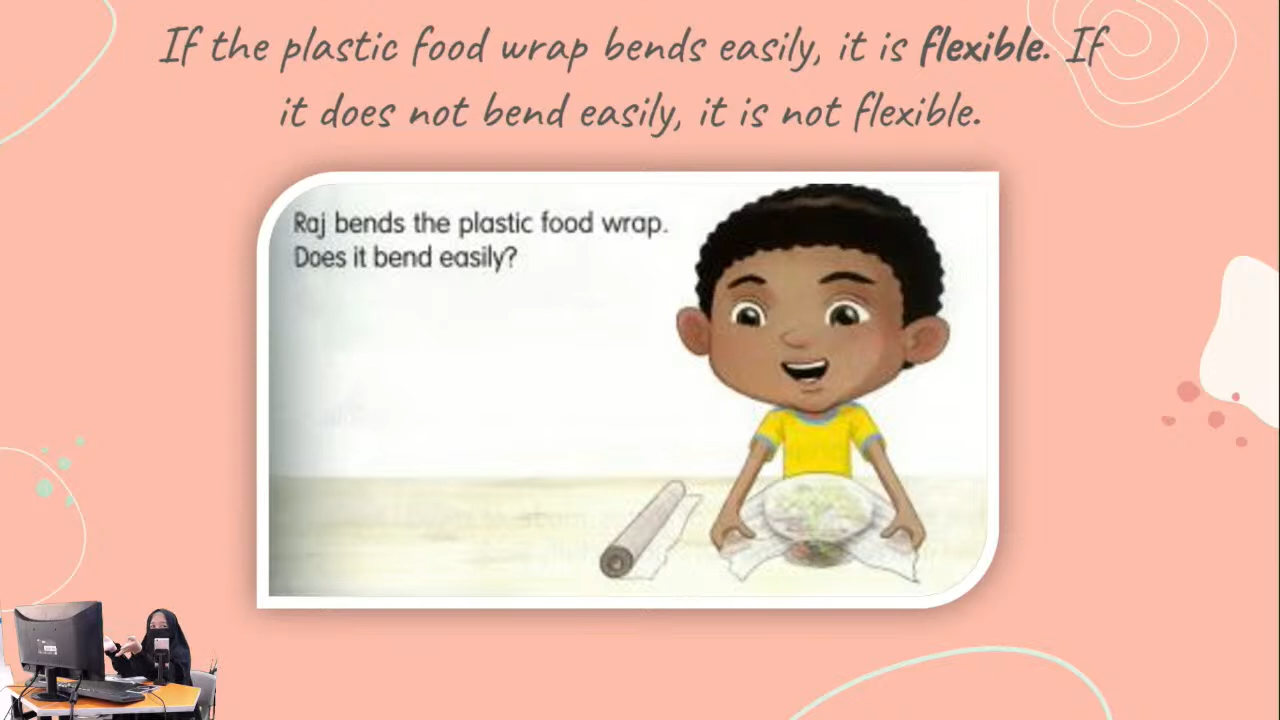 If the plastic food wrap bends easily, it is flexible. If
it does not bend easily, it is not flexible.
Raj bends the plastic food wrap.
Does it bend easily?